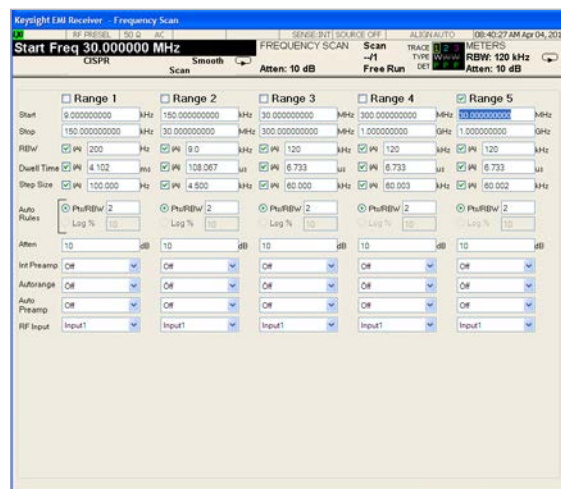 Keysight EMI Receiver - Frequency Scan
RF PRESEL 50 Ω AC SENSE:INT SOURCE OFF ALIGN AUTO 08:40:27 AM Apr 04, 201
Start Freq 30.000000 MHz FREQUENCY SCAN Scan TRACE 1 2 3 METERS
CISPR Smooth --/1 TYPE WWW RBW: 120 kHz
Scan Atten: 10 dB Free Run DET P P P Atten: 10 dB
Range 1 Range 2 Range 3 Range 4 Range 5
Start 9.000000000 kHz 150.000000000 kHz 30.000000000 MHz 300.000000000 MHz 30.000000000 MHz
Stop 150.000000000 kHz 30.000000000 MHz 300.000000000 MHz 1.000000000 GHz 1.000000000 GHz
RBW 200 Hz 9.0 kHz 120 kHz 120 kHz 120 kHz
Dwell Time 4.102 ms 108.067 us 6.733 us 6.733 us 6.733 us
Step Size 100.000 Hz 4.500 kHz 60.000 kHz 60.003 kHz 60.002 kHz
Auto Rules Pts/RBW 2 Pts/RBW 2 Pts/RBW 2 Pts/RBW 2 Pts/RBW 2
Log % 10 Log % 10 Log % 10 Log % 10 Log % 10
Atten 10 dB 10 dB 10 dB 10 dB 10 dB
Int Preamp Off Off Off Off Off
Autorange Off Off Off Off Off
Auto Preamp Off Off Off Off Off
RF Input Input1 Input1 Input1 Input1 Input1